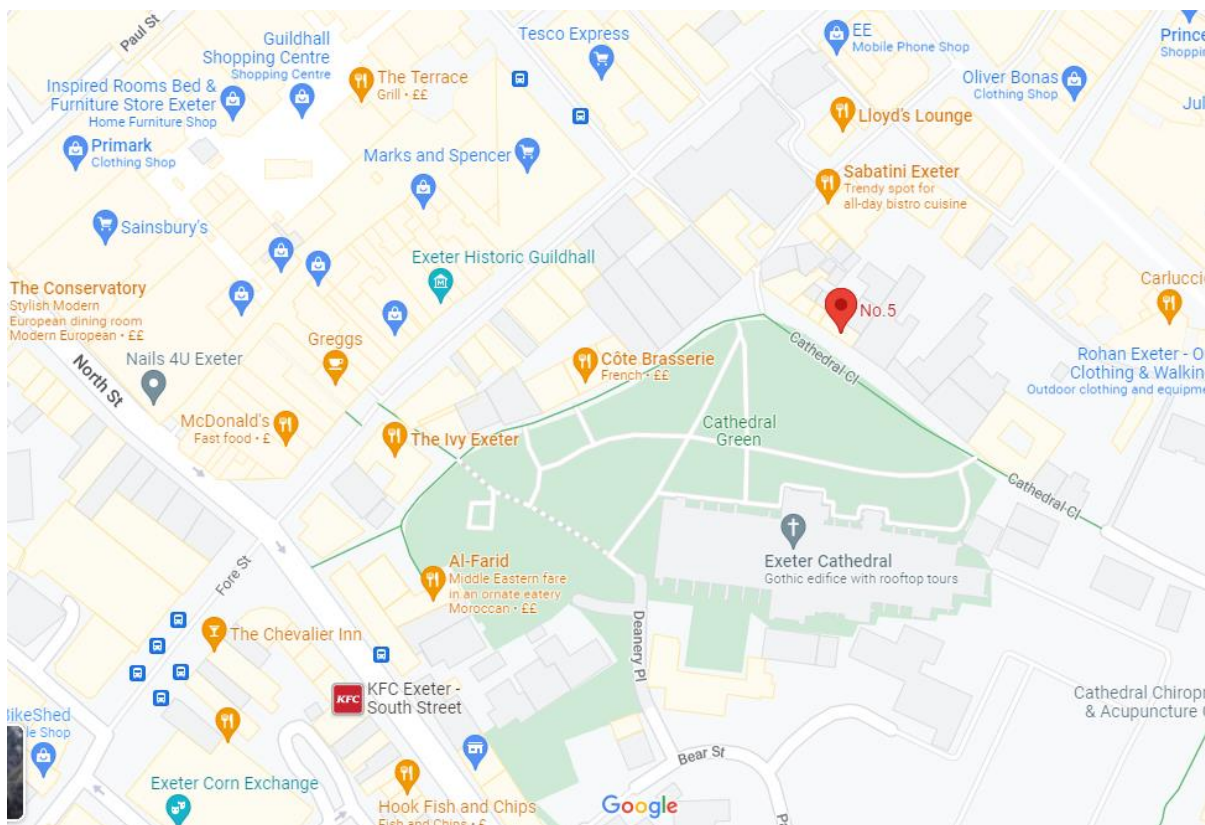 Paul St
Guildhall
Shopping Centre
Shopping Centre
Tesco Express
EE
Mobile Phone Shop
Prince
Shoppin
Inspired Rooms Bed &
Furniture Store Exeter
Home Furniture Shop
The Terrace
Grill • ££
Oliver Bonas
Clothing Shop
Jul
Primark
Clothing Shop
Marks and Spencer
Lloyd's Lounge
Sabatini Exeter
Trendy spot for
all-day bistro cuisine
Sainsbury's
Exeter Historic Guildhall
The Conservatory
Stylish Modern
European dining room
Modern European • ££
No.5
Carlucci
Greggs
Nails 4U Exeter
North St
Côte Brasserie
French • ££
Cathedral Cl
Rohan Exeter - O
Clothing & Walkin
Outdoor clothing and equipme
McDonald's
Fast food • £
The Ivy Exeter
Cathedral
Green
Cathedral Cl
Exeter Cathedral
Gothic edifice with rooftop tours
Al-Farid
Middle Eastern fare
in an ornate eatery
Moroccan • ££
Fore St
The Chevalier Inn
Deanery Pl
KFC
KFC Exeter -
South Street
Cathedral Chiropr
& Acupuncture
BikeShed
le Shop
Bear St
Exeter Corn Exchange
Hook Fish and Chips
Fish and Chips • £
Google